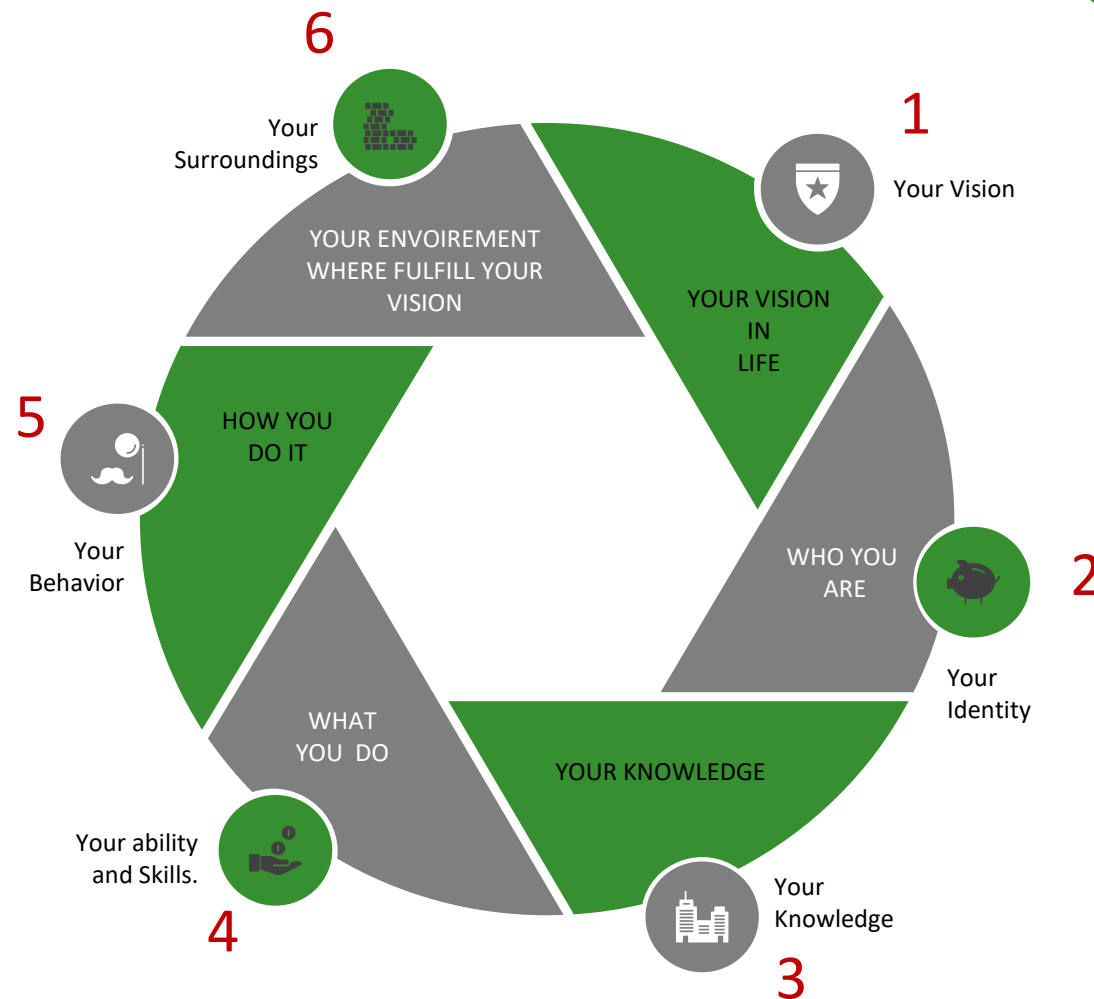 6
Your
Surroundings
1
Your Vision
YOUR ENVOIREMENT
WHERE FULFILL YOUR
VISION
YOUR VISION
IN
LIFE
5
HOW YOU
DO IT
Your
Behavior
WHO YOU
ARE
2
Your
Identity
WHAT
YOU DO
YOUR KNOWLEDGE
Your ability
and Skills.
4
Your
Knowledge
3